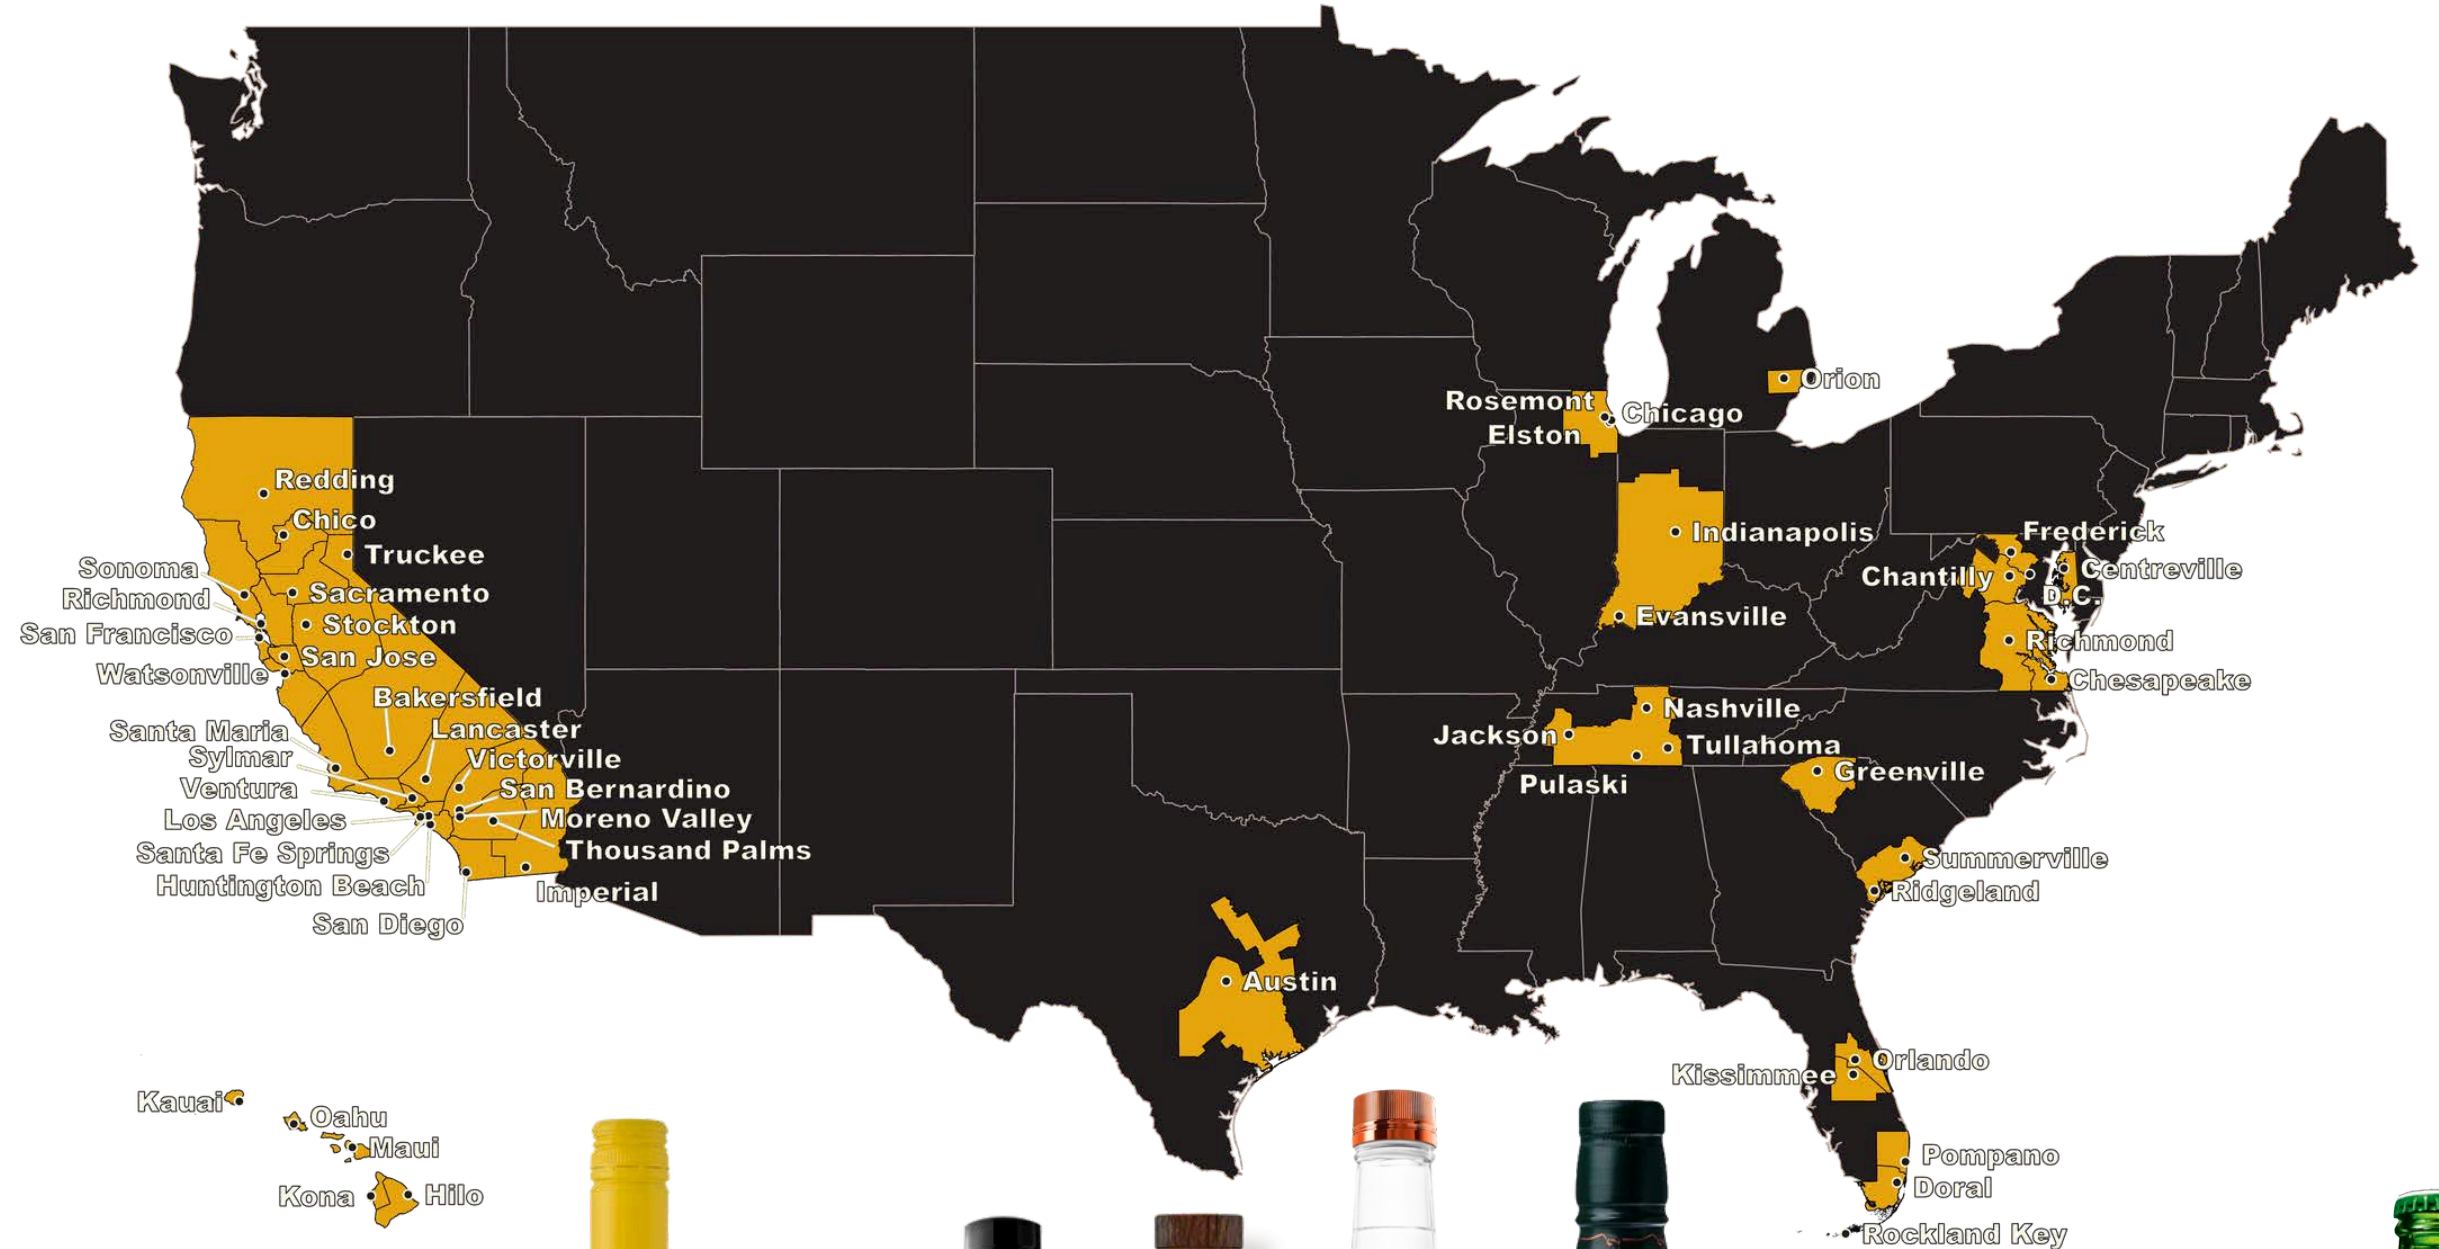 Orion
Rosemont
Chicago
Elston
Redding
Chico
Truckee
Sonoma
Richmond
San Francisco
Watsonville
Sacramento
Stockton
San Jose
Bakersfield
Lancaster
Victorville
San Bernardino
Moreno Valley
Thousand Palms
Imperial
Santa Maria
Sylmar
Ventura
Los Angeles
Santa Fe Springs
Huntington Beach
San Diego
Indianapolis
Evansville
Frederick
Chantilly
Centreville
D.C.
Richmond
Chesapeake
Nashville
Jackson
Tullahoma
Pulaski
Greenville
Summerville
Ridgeland
Austin
Orlando
Kissimmee
Pompano
Doral
Rockland Key
Kauai
Oahu
Maui
Kona
Hilo